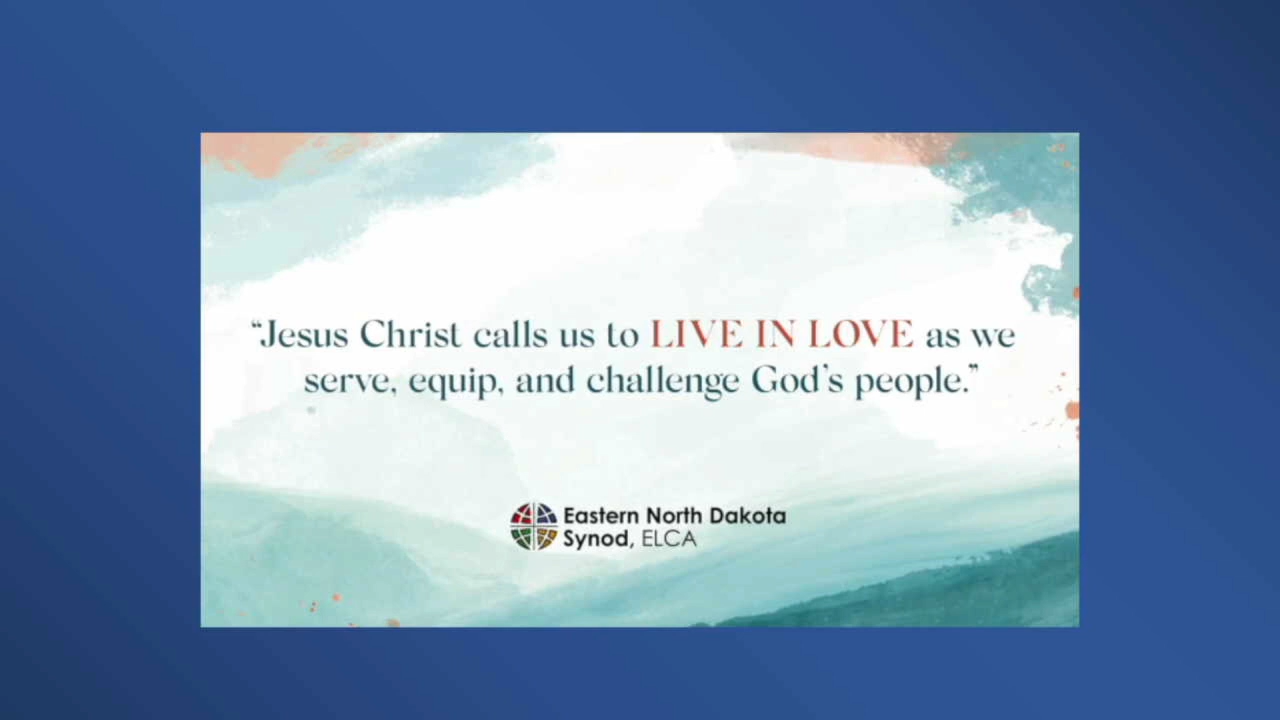 “Jesus Christ calls us to LIVE IN LOVE as we
serve, equip, and challenge God’s people.”
Eastern North Dakota
Synod, ELCA